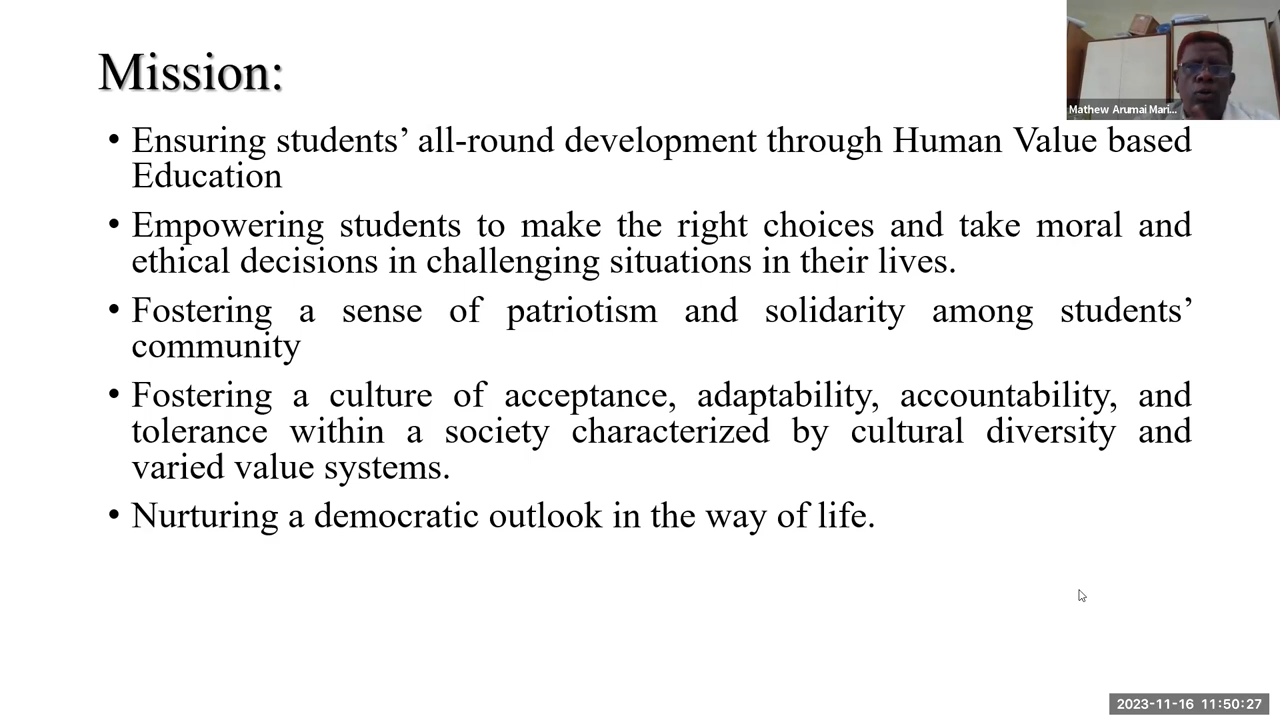 Mission:
Mathew Arumai Mari...
• Ensuring students’ all-round development through Human Value based
Education
• Empowering students to make the right choices and take moral and
ethical decisions in challenging situations in their lives.
• Fostering a sense of patriotism and solidarity among students’
community
• Fostering a culture of acceptance, adaptability, accountability, and
tolerance within a society characterized by cultural diversity and
varied value systems.
• Nurturing a democratic outlook in the way of life.
2023-11-16 11:50:27